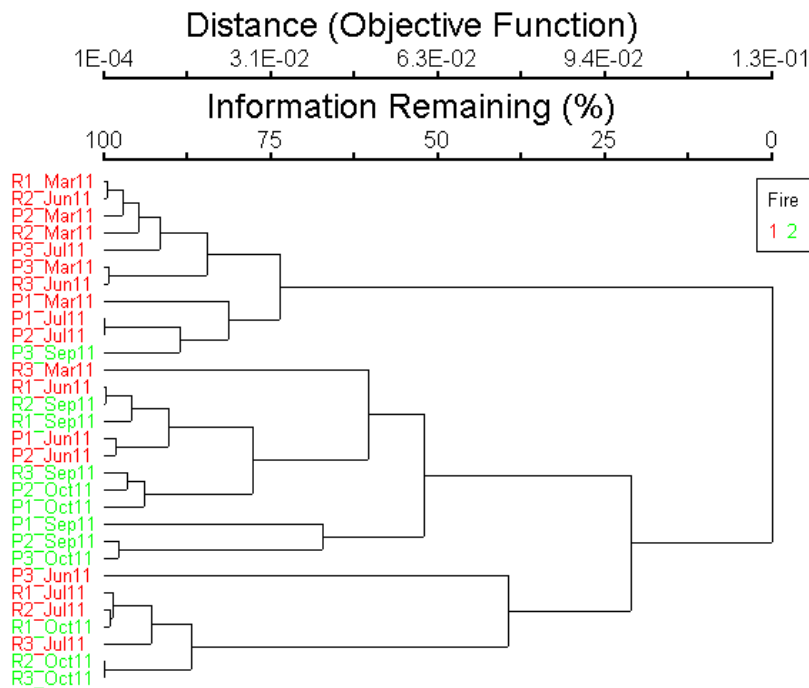 Distance (Objective Function)
1E-04 3.1E-02 6.3E-02 9.4E-02 1.3E-01
Information Remaining (%)
100 75 50 25 0
R1_Mar11
R2_Jun11
P2_Mar11
R2_Mar11
P3_Jul11
P3_Mar11
R3_Jun11
P1_Mar11
P1_Jul11
P2_Jul11
P3_Sep11
R3_Mar11
R1_Jun11
R2_Sep11
R1_Sep11
P1_Jun11
P2_Jun11
R3_Sep11
P2_Oct11
P1_Oct11
P1_Sep11
P2_Sep11
P3_Oct11
P3_Jun11
R1_Jul11
R2_Jul11
R1_Oct11
R3_Jul11
R2_Oct11
R3_Oct11
Fire
1 2